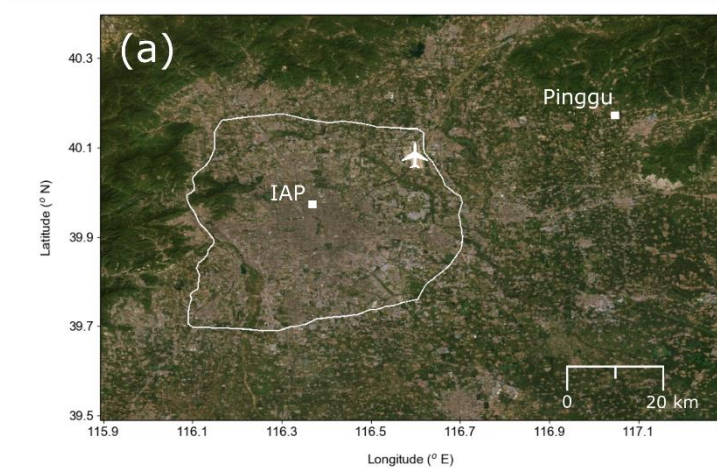 (a)
40.3
Pinggu
40.1
IAP
Latitude (° N)
39.9
39.7
0 20 km
39.5
115.9 116.1 116.3 116.5 116.7 116.9 117.1
Longitude (° E)